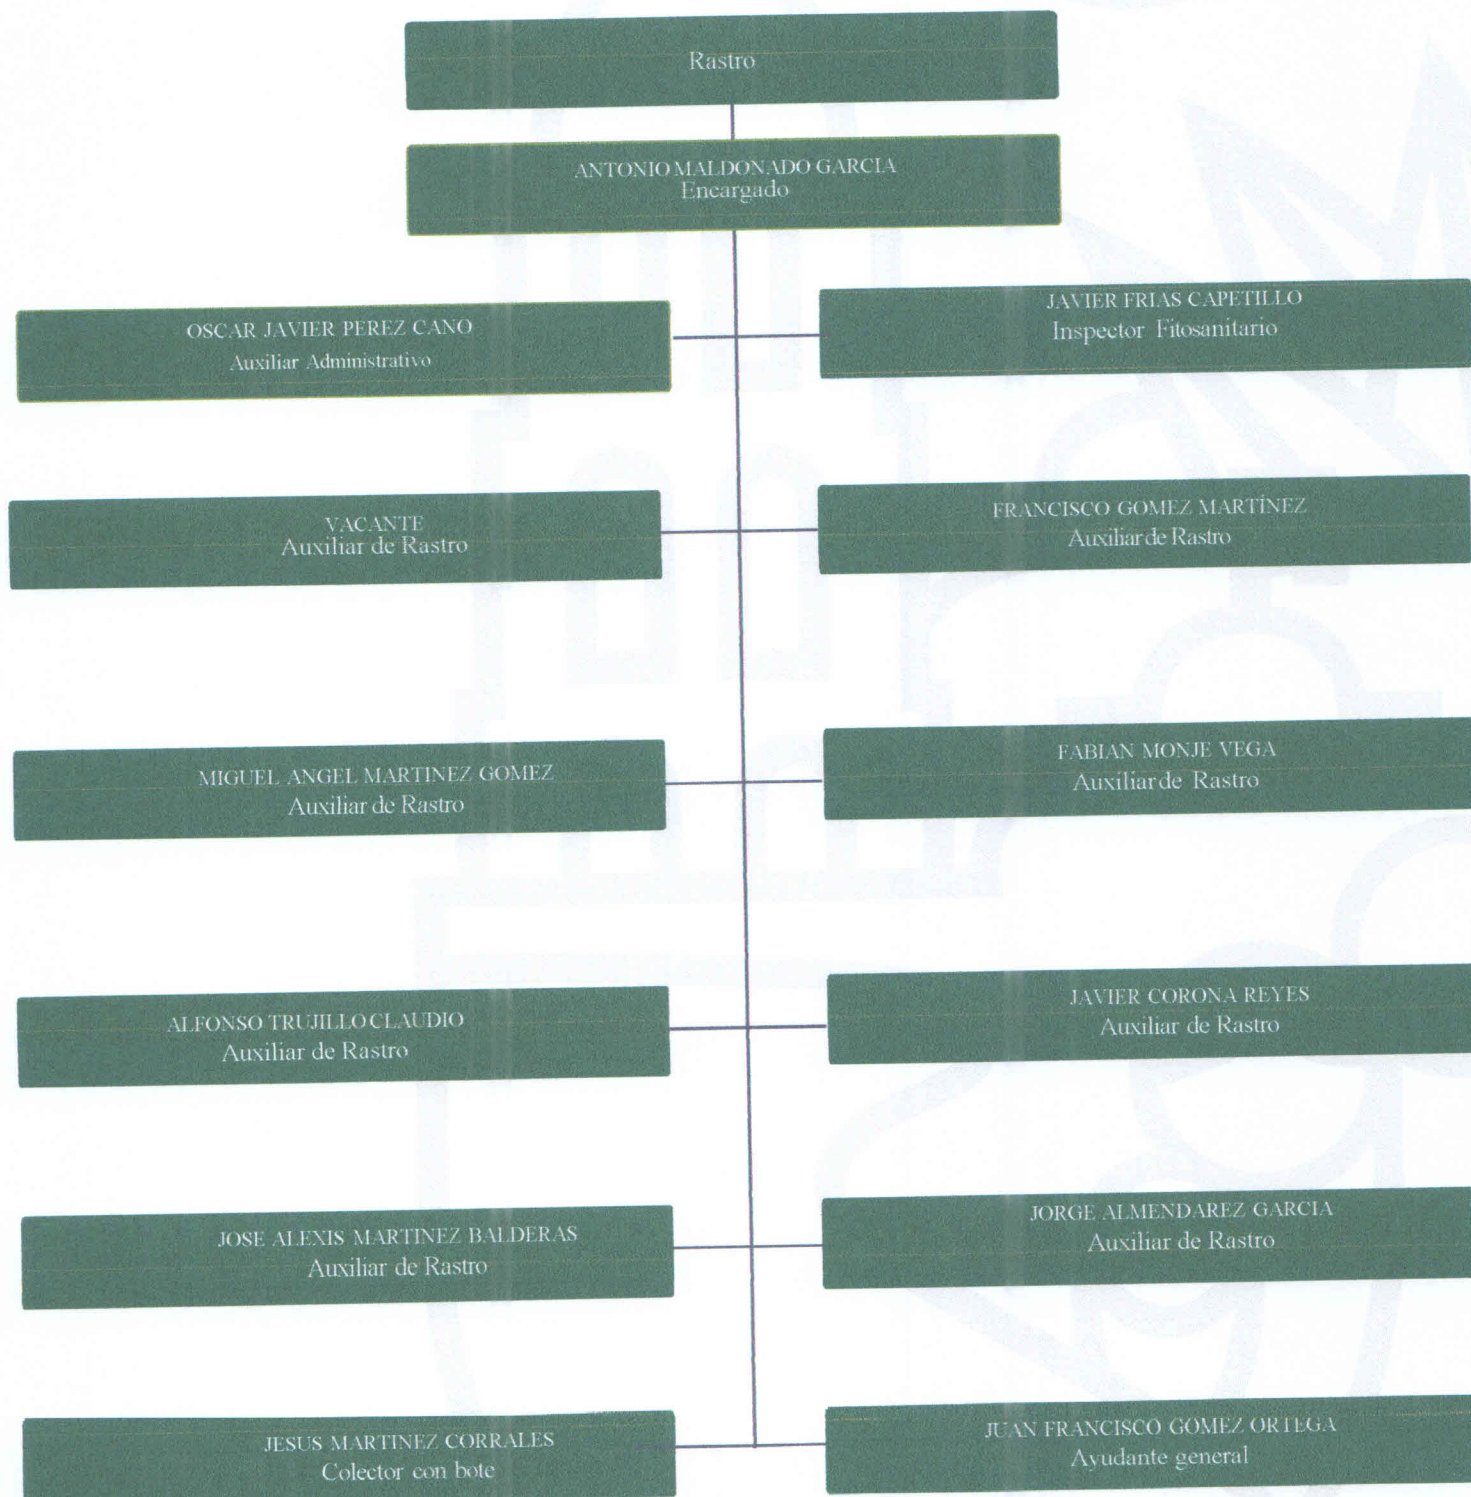 Rastro
ANTONIO MALDONADO GARCIA
Encargado
OSCAR JAVIER PEREZ CANO
Auxiliar Administrativo
JAVIER FRIAS CAPETILLO
Inspector Fitosanitario
VACANTE
Auxiliar de Rastro
FRANCISCO GOMEZ MARTÍNEZ
Auxiliar de Rastro
MIGUEL ANGEL MARTINEZ GOMEZ
Auxiliar de Rastro
FABIAN MONJE VEGA
Auxiliar de Rastro
ALFONSO TRUJILLO CLAUDIO
Auxiliar de Rastro
JAVIER CORONA REYES
Auxiliar de Rastro
JOSE ALEXIS MARTINEZ BALDERAS
Auxiliar de Rastro
JORGE ALMENDAREZ GARCIA
Auxiliar de Rastro
JESUS MARTINEZ CORRALES
Colector con bote
JUAN FRANCISCO GOMEZ ORTEGA
Ayudante general